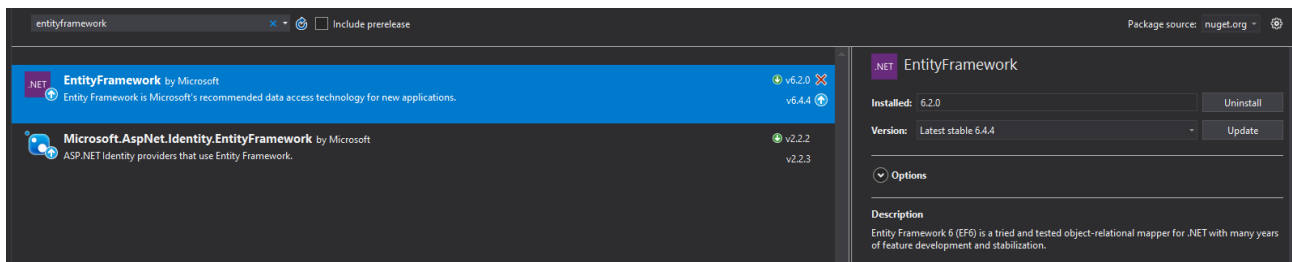 entityframework
Include prerelease
Package source: nuget.org
.NET
EntityFramework by Microsoft
v6.2.0
Entity Framework is Microsoft's recommended data access technology for new applications.
v6.4.4
Microsoft.AspNet.Identity.EntityFramework by Microsoft
v2.2.2
ASP.NET Identity providers that use Entity Framework.
v2.2.3
.NET
EntityFramework
Installed: 6.2.0
Uninstall
Version: Latest stable 6.4.4
Update
Options
Description
Entity Framework 6 (EF6) is a tried and tested object-relational mapper for .NET with many years
of feature development and stabilization.